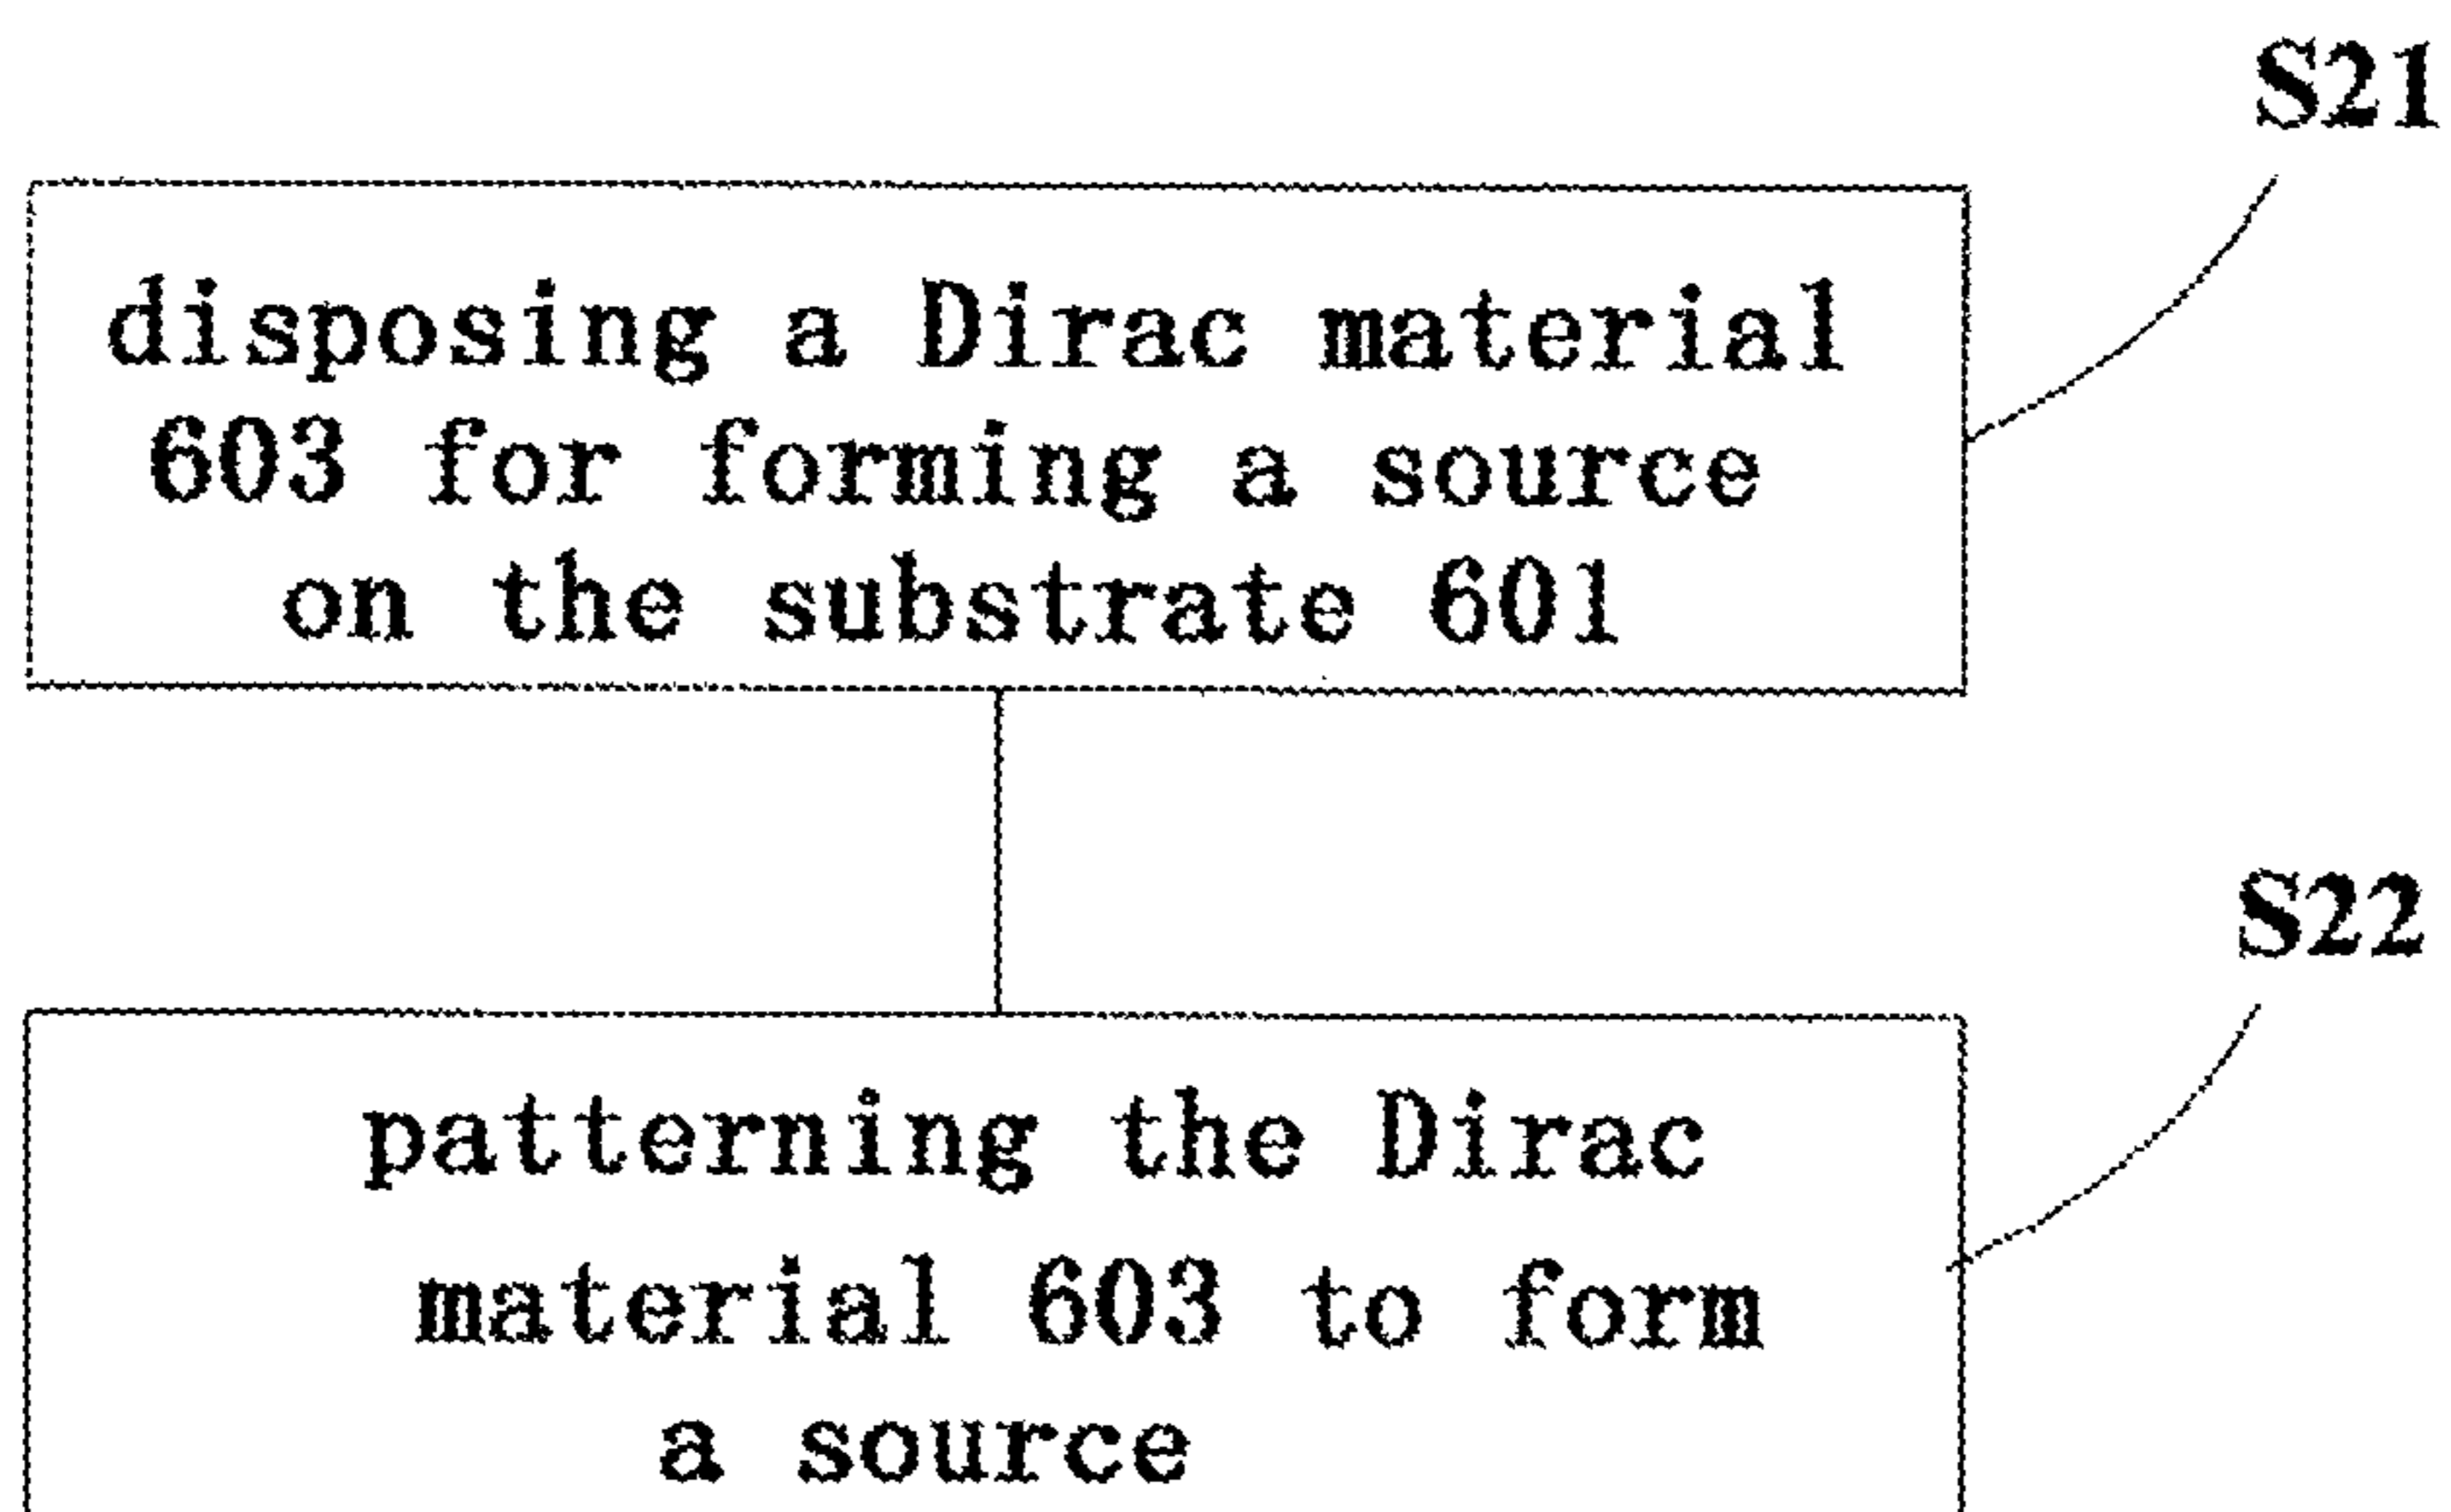 S21
disposing a Dirac material
603 for forming a source
on the substrate 601
S22
patterning the Dirac
material 603 to form
a source